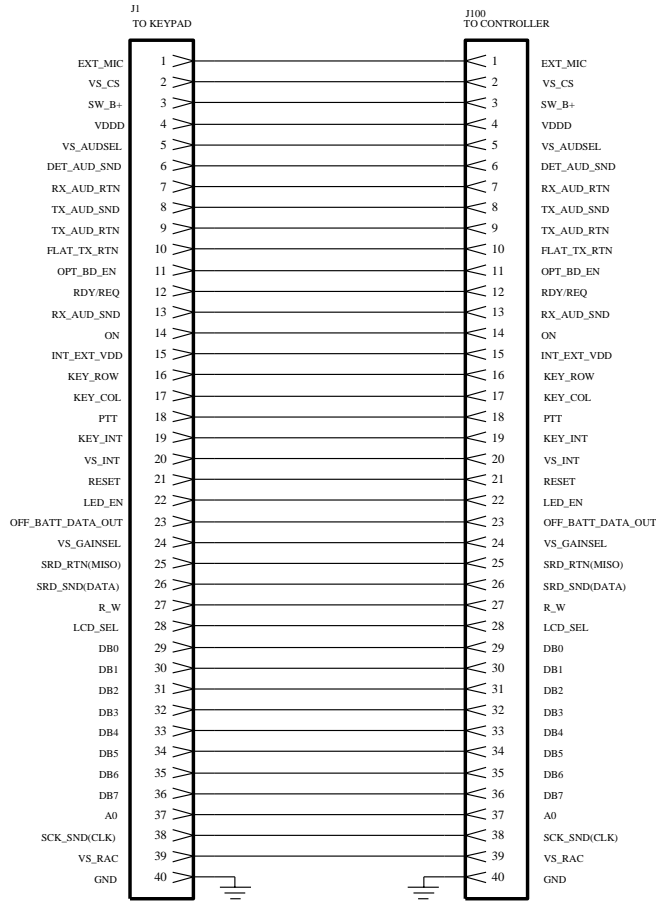 J1
TO KEYPAD
J100
TO CONTROLLER
EXT_MIC 1 1 EXT_MIC
VS_CS 2 2 VS_CS
SW_B+ 3 3 SW_B+
VDDD 4 4 VDDD
VS_AUDSEL 5 5 VS_AUDSEL
DET_AUD_SND 6 6 DET_AUD_SND
RX_AUD_RTN 7 7 RX_AUD_RTN
TX_AUD_SND 8 8 TX_AUD_SND
TX_AUD_RTN 9 9 TX_AUD_RTN
FLAT_TX_RTN 10 10 FLAT_TX_RTN
OPT_BD_EN 11 11 OPT_BD_EN
RDY/REQ 12 12 RDY/REQ
RX_AUD_SND 13 13 RX_AUD_SND
ON 14 14 ON
INT_EXT_VDD 15 15 INT_EXT_VDD
KEY_ROW 16 16 KEY_ROW
KEY_COL 17 17 KEY_COL
PTT 18 18 PTT
KEY_INT 19 19 KEY_INT
VS_INT 20 20 VS_INT
RESET 21 21 RESET
LED_EN 22 22 LED_EN
OFF_BATT_DATA_OUT 23 23 OFF_BATT_DATA_OUT
VS_GAINSEL 24 24 VS_GAINSEL
SRD_RTN(MISO) 25 25 SRD_RTN(MISO)
SRD_SND(DATA) 26 26 SRD_SND(DATA)
R_W 27 27 R_W
LCD_SEL 28 28 LCD_SEL
DB0 29 29 DB0
DB1 30 30 DB1
DB2 31 31 DB2
DB3 32 32 DB3
DB4 33 33 DB4
DB5 34 34 DB5
DB6 35 35 DB6
DB7 36 36 DB7
A0 37 37 A0
SCK_SND(CLK) 38 38 SCK_SND(CLK)
VS_RAC 39 39 VS_RAC
GND 40 40 GND